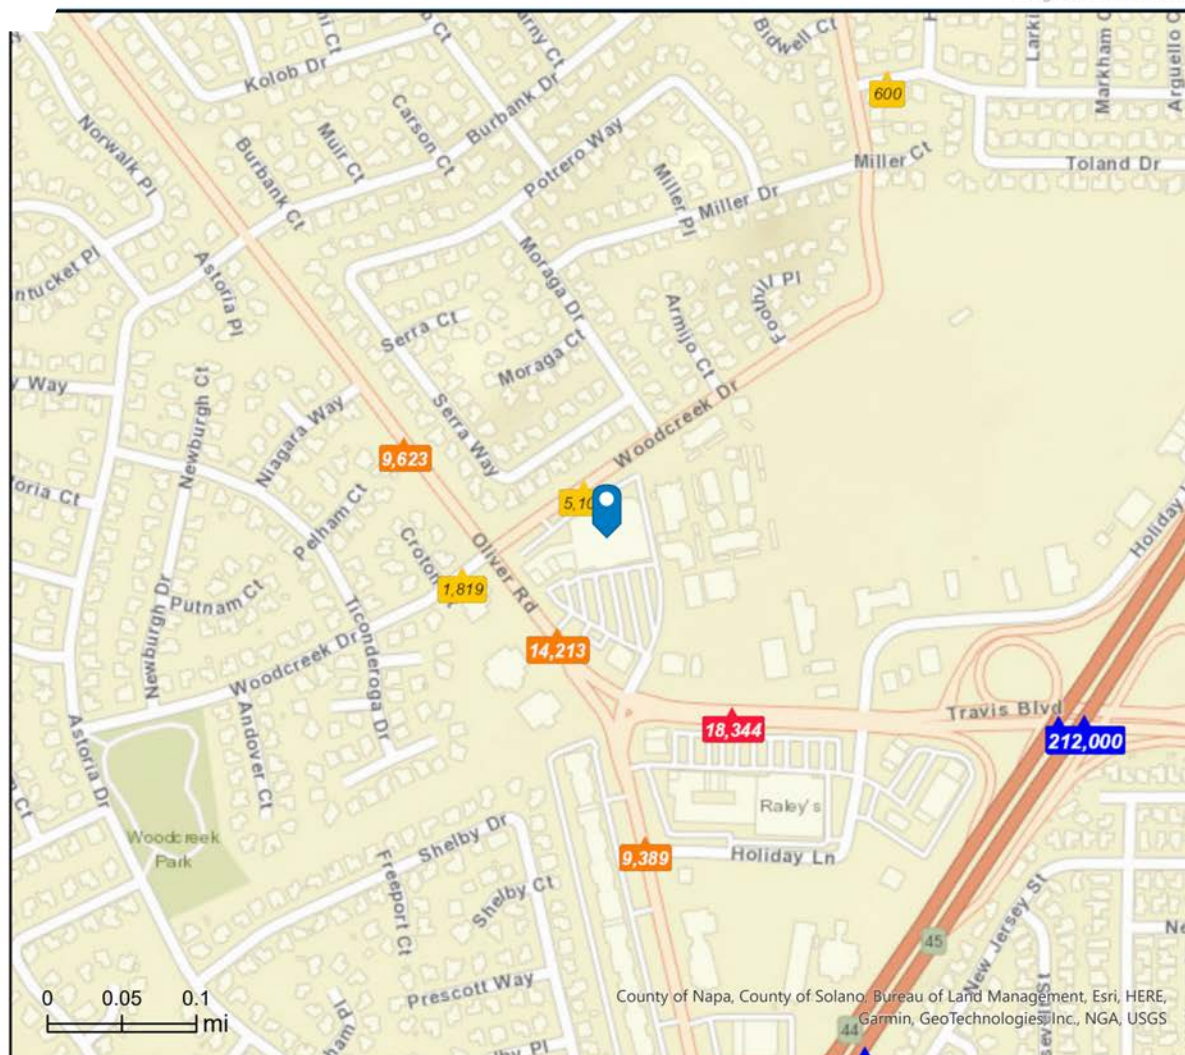 Kolob Dr
Bidwell Ct
Markham C
Arguello C
600
Norwalk Pl
Burbank Ct
Muir Ct
Carson Ct
Burbank Dr
Potrero Way
Miller Ct
Toland Dr
Miller Pl
Miller Dr
Astoria Pl
Moraga Dr
Foothill Pl
Serra Ct
Moraga Ct
Armijo Ct
Way
Newburgh Ct
Niagara Way
Serra Way
Woodcreek Dr
9,623
Pelham Ct
5,10
Holiday
Oliver Rd
1,819
Putnam Ct
Newburgh Dr
Ticonderoga Dr
14,213
Woodcreek Dr
Andover Ct
Astoria Dr
18,344
Travis Blvd
212,000
Raley's
Woodcreek
Park
Shelby Dr
9,389
Holiday Ln
Freeport Ct
Shelby Ct
New Jersey St
45
Prescott Way
0 0.05 0.1
mi
44
County of Napa, County of Solano, Bureau of Land Management, Esri, HERE,
Garmin, GeoTechnologies, Inc., NGA, USGS